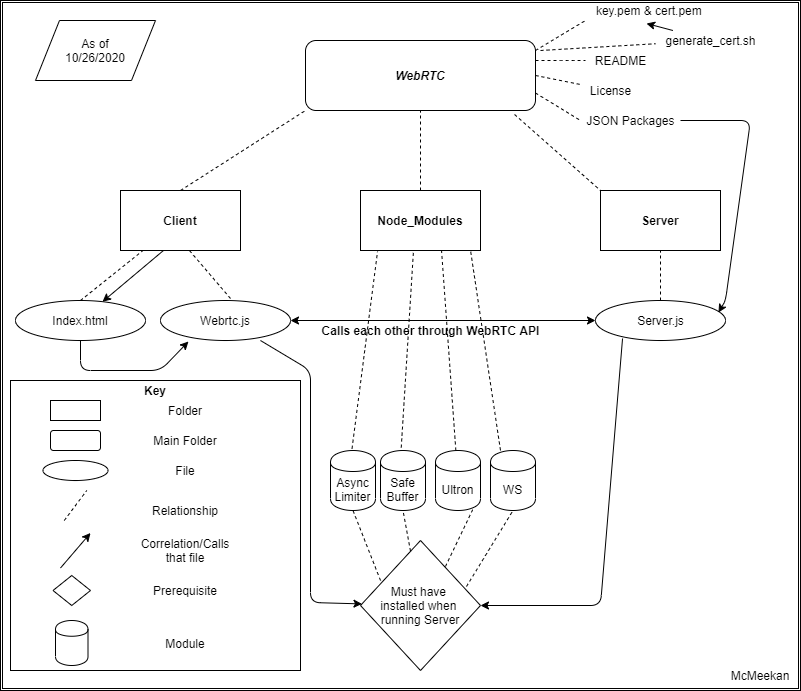 key.pem & cert.pem
As of
10/26/2020
generate_cert.sh
README
WebRTC
License
JSON Packages
Client
Node_Modules
Server
Index.html
Webrtc.js
Server.js
Calls each other through WebRTC API
Key
Folder
Main Folder
File
Relationship
Correlation/Calls
that file
Prerequisite
Module
Async
Limiter
Safe
Buffer
Ultron
WS
Must have
installed when
running Server
McMeekan